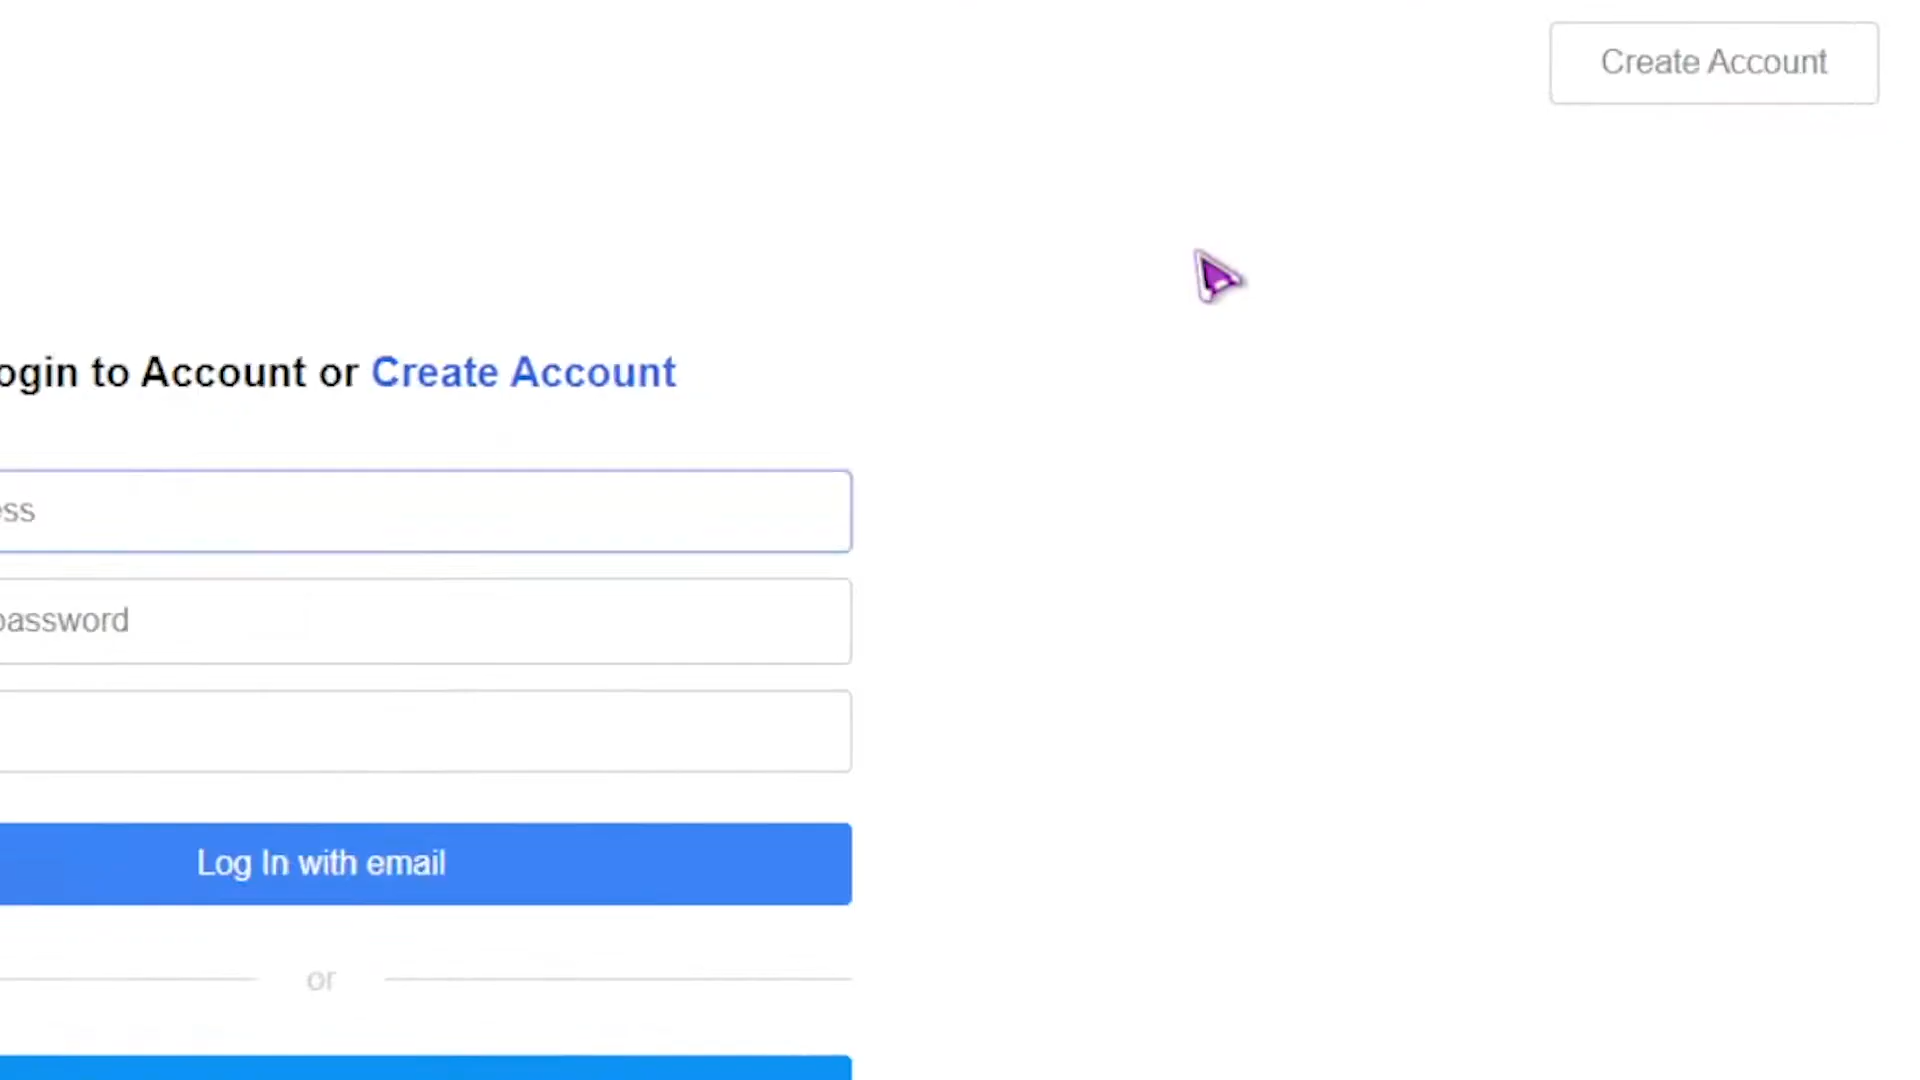 Create Account
ogin to Account or Create Account
ess
password
Log In with email
or